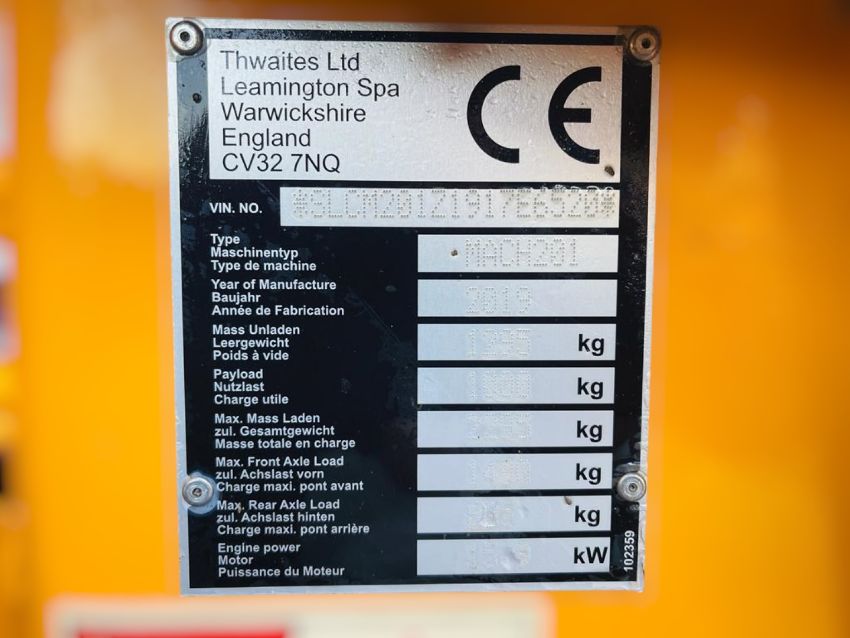 Thwaites Ltd
Leamington Spa
Warwickshire
England
CV32 7NQ
CE
VIN. NO.
Type MACH201
Maschinentyp
Type de machine
Year of Manufacture
Baujahr 2019
Année de Fabrication
Mass Unladen
Leergewicht kg
Poids à vide
Payload
Nutzlast kg
Charge utile
Max. Mass Laden
zul. Gesamtgewicht kg
Masse totale en charge
Max. Front Axle Load
zul. Achslast vorn kg
Charge maxi. pont avant
Max. Rear Axle Load
zul. Achslast hinten kg
Charge maxi. pont arrière
Engine power
Motor kW
Puissance du Moteur
102359